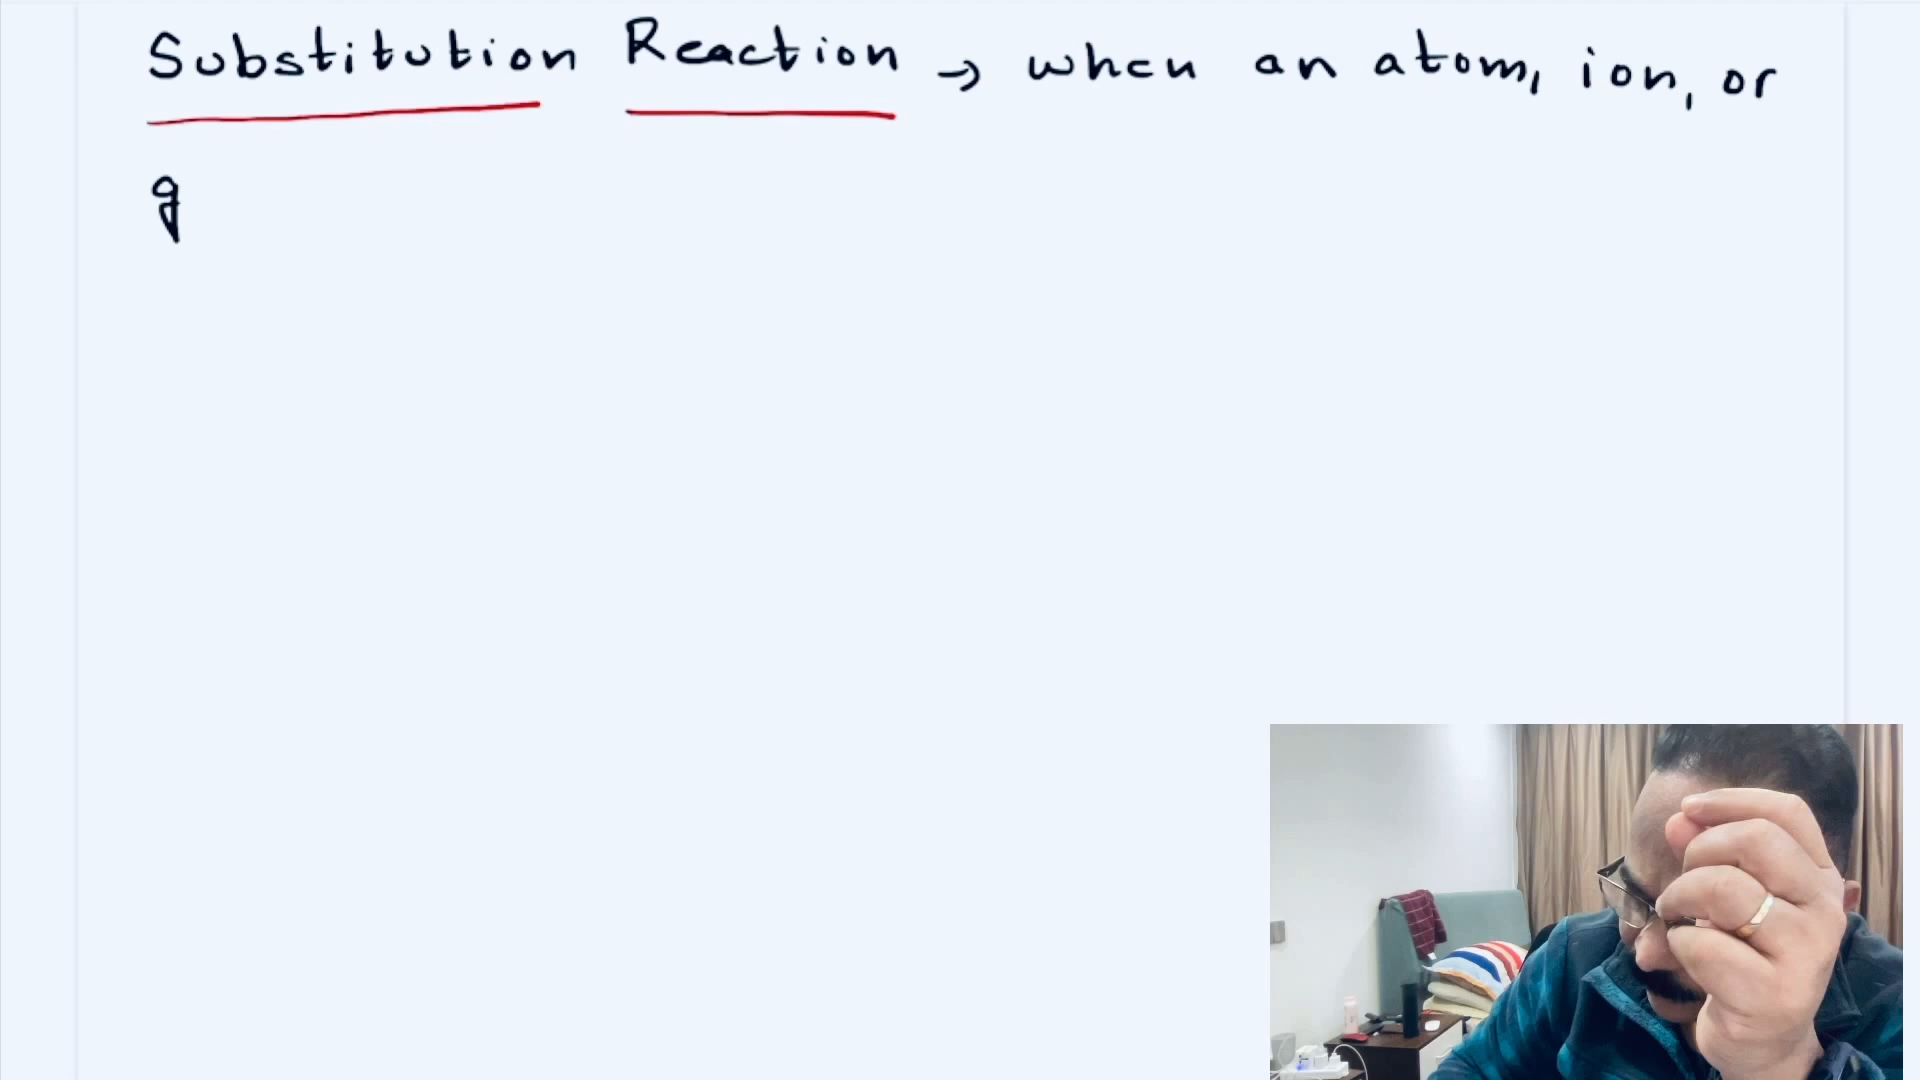 Substitution Reaction → when an atom, ion, or
g